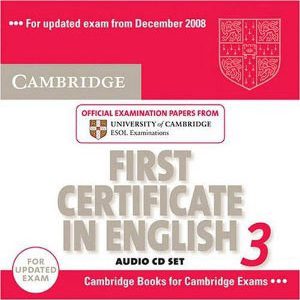 • For updated exam from December 2008
CAMBRIDGE
OFFICIAL EXAMINATION PAPERS FROM
UNIVERSITY of CAMBRIDGE
ESOL Examinations
FIRST
CERTIFICATE
IN ENGLISH 3
AUDIO CD SET
FOR
UPDATED
EXAM
Cambridge Books for Cambridge Exams •••